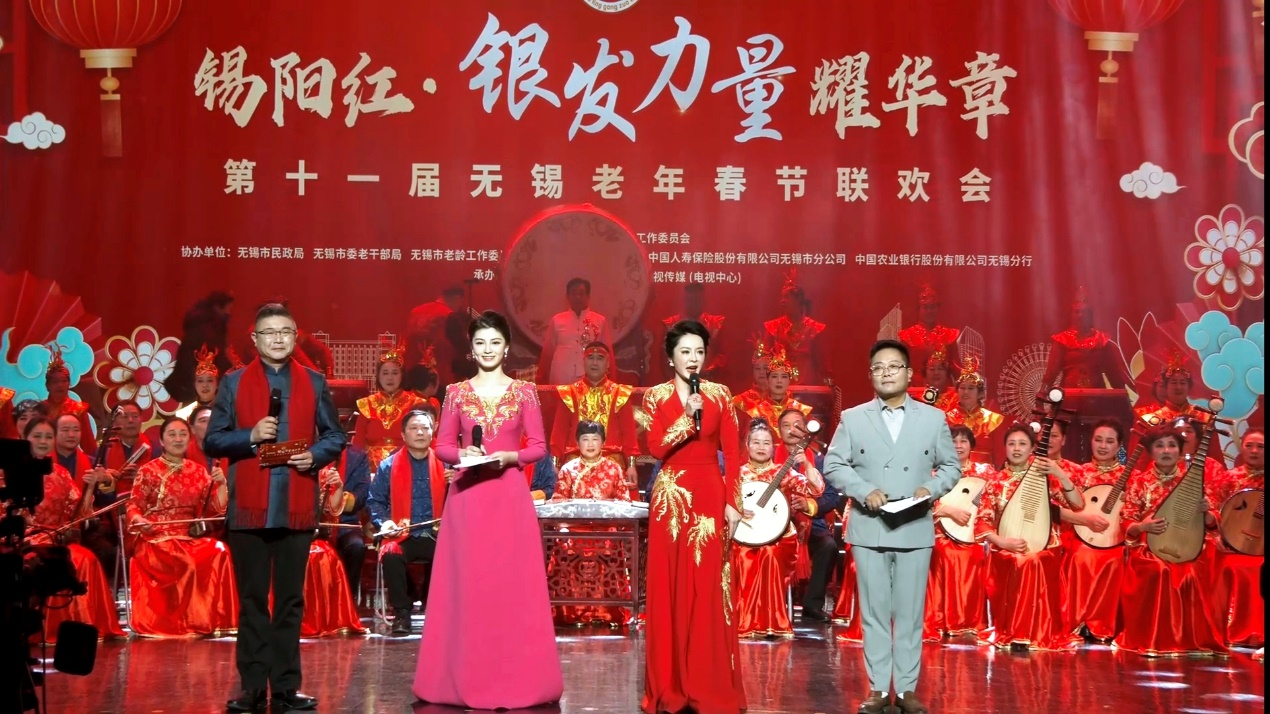 ing gong zuo
锡阳红·银发力量耀华章
第十一届无锡老年春节联欢会
工作委员会
协办单位：无锡市民政局 无锡市委老干部局 无锡市老龄工作委 中国人寿保险股份有限公司无锡市分公司 中国农业银行股份有限公司无锡分行
承办 视传媒 (电视中心)